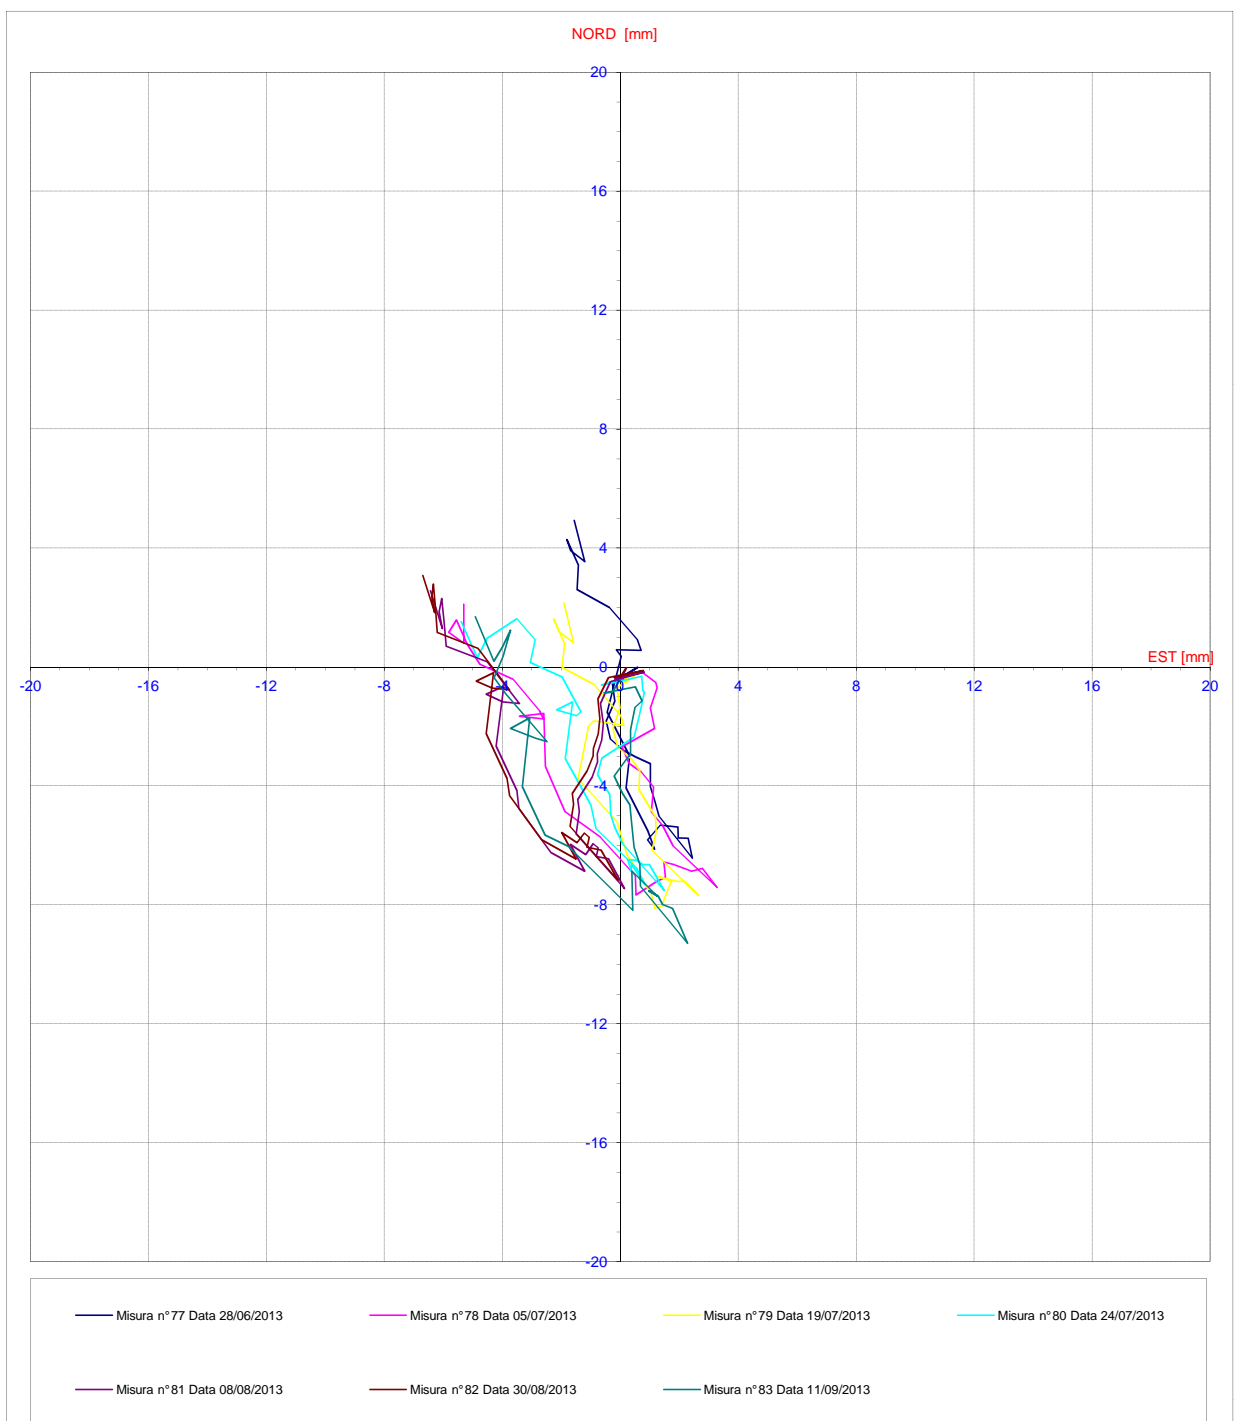 NORD [mm]
20
16
12
8
4
0
EST [mm]
-20 -16 -12 -8 -4 0 4 8 12 16 20
-4
-8
-12
-16
-20
Misura n°77 Data 28/06/2013 Misura n°78 Data 05/07/2013 Misura n°79 Data 19/07/2013 Misura n°80 Data 24/07/2013
Misura n°81 Data 08/08/2013 Misura n°82 Data 30/08/2013 Misura n°83 Data 11/09/2013